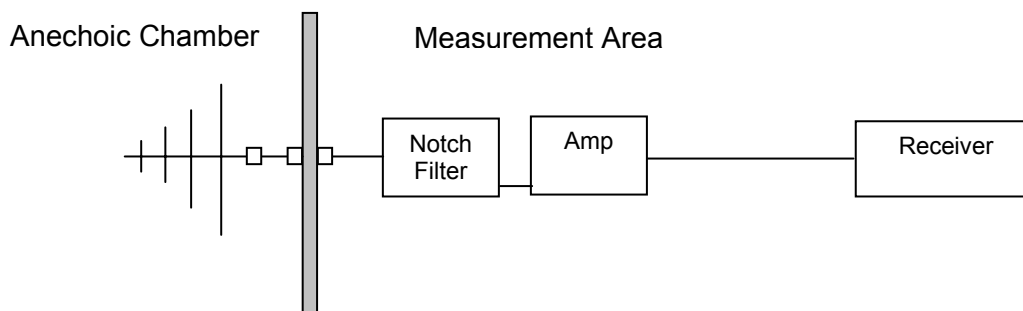 Anechoic Chamber
Measurement Area
Notch
Filter
Amp
Receiver